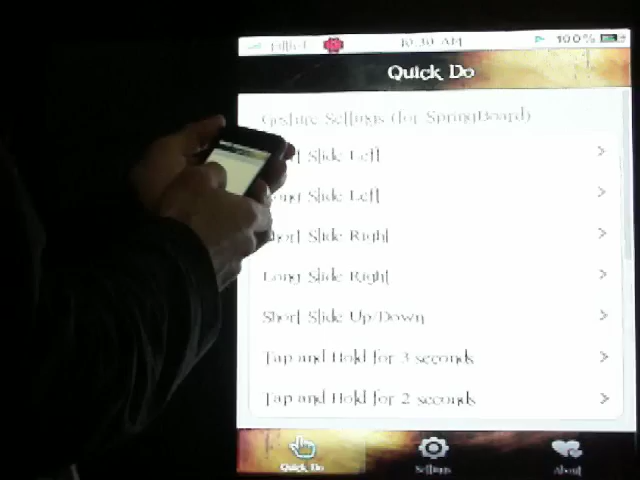 10:30 AM 100%
Quick Do
Gesture Settings (for SpringBoard)
Slide Left
Long Slide Left
Short Slide Right
Long Slide Right
Short Slide Up/Down
Tap and Hold for 3 seconds
Tap and Hold for 2 seconds
Quick Do Settings About